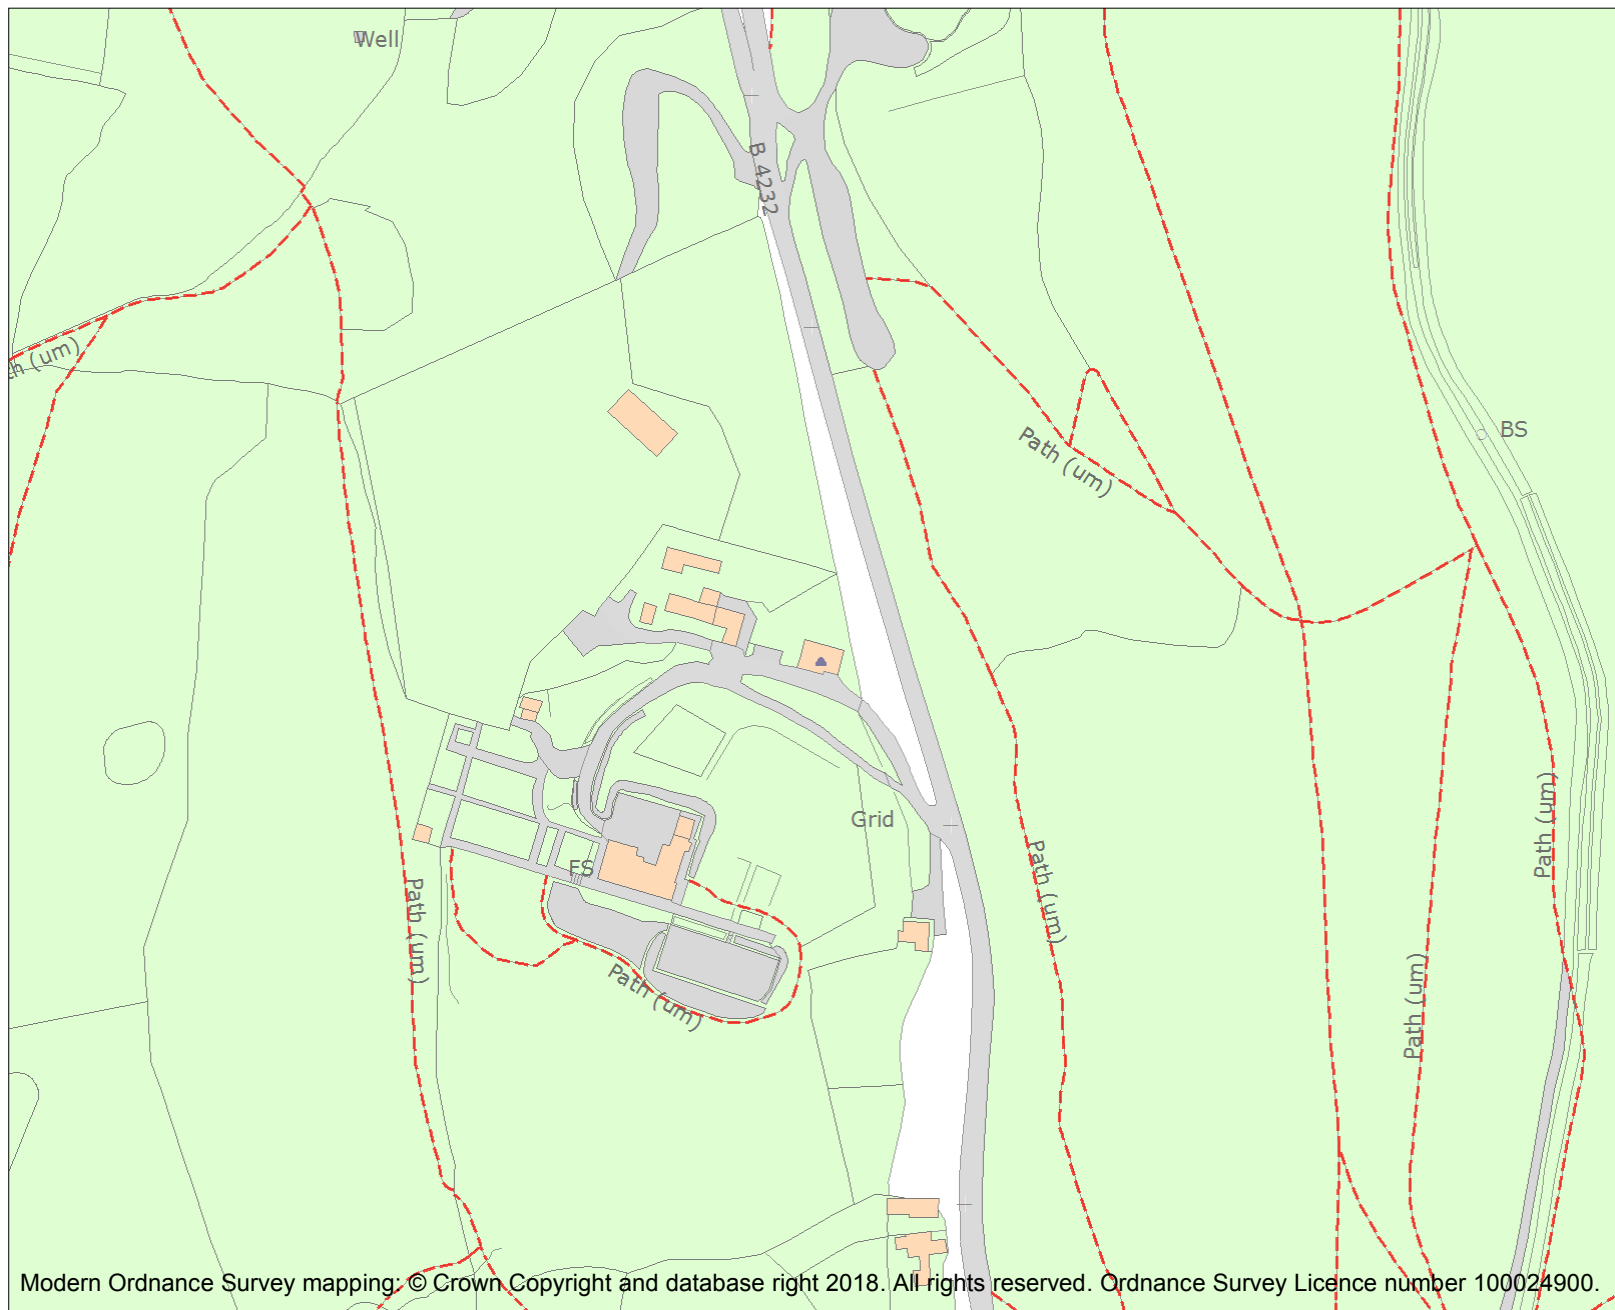 Well
B 4232
th (um)
BS
Path (um)
Grid
FS
Path (um)
Path (um)
Path (um)
Path (um)
Path (um)
Modern Ordnance Survey mapping: © Crown Copyright and database right 2018. All rights reserved. Ordnance Survey Licence number 100024900.